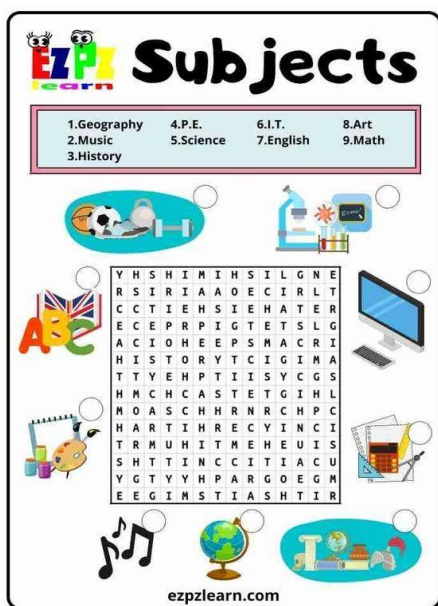 EZPZ Subjects
learn
1.Geography 4.P.E. 6.I.T. 8.Art
2.Music 5.Science 7.English 9.Math
3.History
ABC
Y H S H I M I H S I L G N E
R S I R I A A O E C I R L T
C C T I E H S I E H A T E R
E C E P R P I G T E T S L G
A C I O H E E P S M A C R I
H I S T O R Y T C I G I M A
T T Y E H P T I I S Y C G S
H M C H C A S T E T G I H L
M O A S C H H R N R C H P C
H A R T I H R E C Y I N C I
T R M U H I T M E H E U I S
S H T T I N C C I T I A C U
Y G T Y Y H P A R G O E G M
E E G I M S T I A S H T I R
ezpzlearn.com